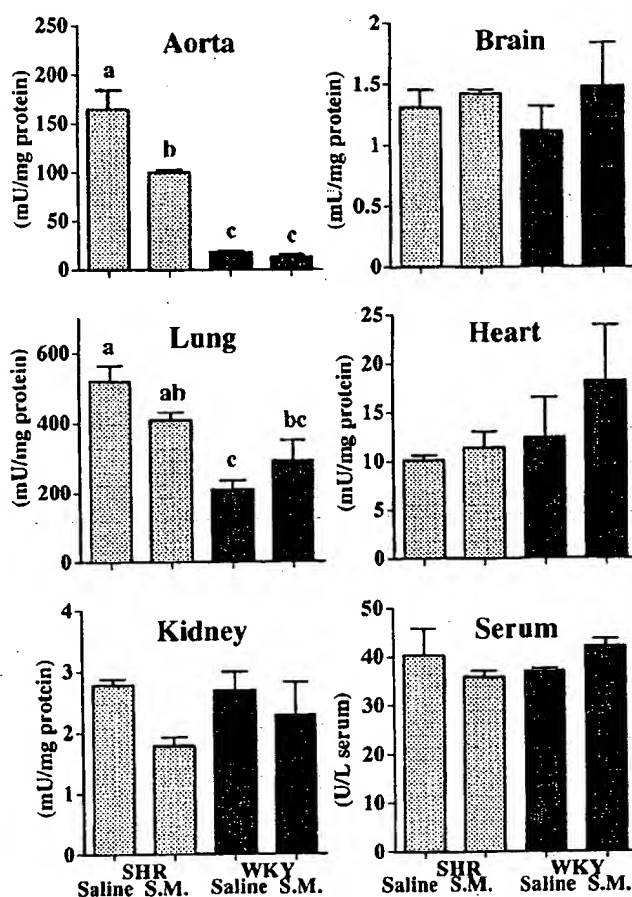 Aorta
(mU/mg protein)
250
200
150
100
50
0
a
b
c
c
Brain
(mU/mg protein)
2
1.5
1
0.5
0
Lung
(mU/mg protein)
600
400
200
0
a
ab
c
bc
Heart
(mU/mg protein)
25
20
15
10
5
0
Kidney
(mU/mg protein)
4
3
2
1
0
SHR WKY
Saline S.M. Saline S.M.
Serum
(U/L serum)
50
40
30
20
10
0
SHR WKY
Saline S.M. Saline S.M.